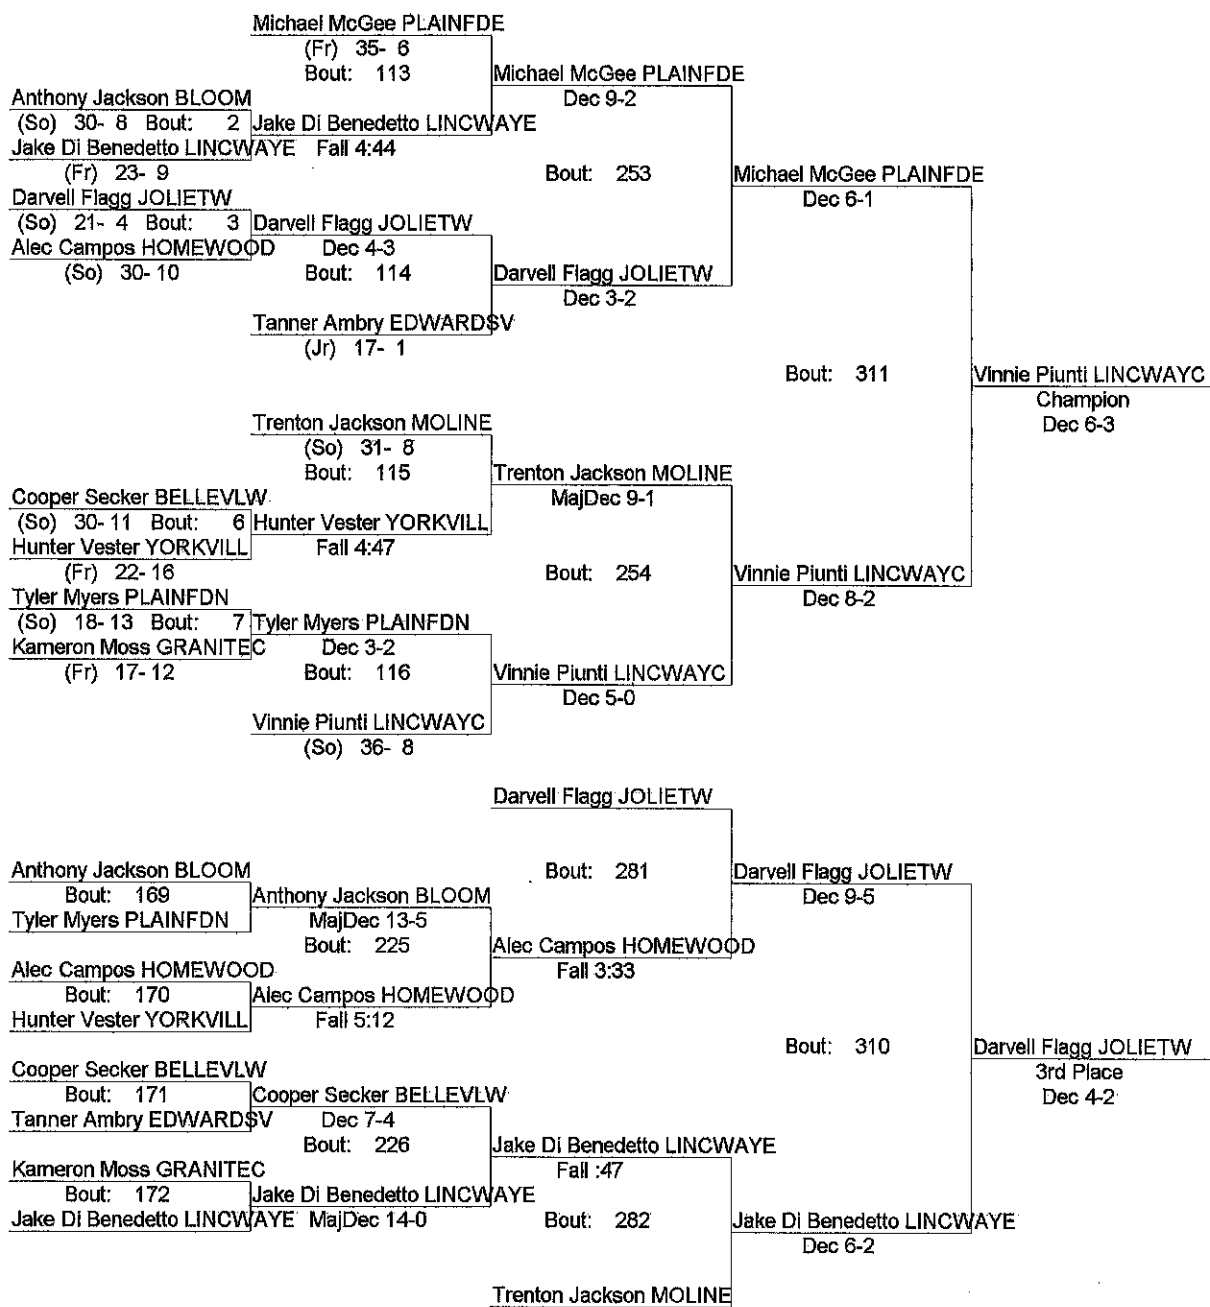 Michael McGee PLAINFDE
(Fr) 35- 6
Bout: 113
Michael McGee PLAINFDE
Dec 9-2
Anthony Jackson BLOOM
(So) 30- 8 Bout: 2
Jake Di Benedetto LINCWAYE
Jake Di Benedetto LINCWAYE
Fall 4:44
(Fr) 23- 9
Bout: 253
Michael McGee PLAINFDE
Dec 6-1
Darvell Flagg JOLIETW
(So) 21- 4 Bout: 3
Darvell Flagg JOLIETW
Alec Campos HOMEWOOD
Dec 4-3
(So) 30- 10
Bout: 114
Darvell Flagg JOLIETW
Dec 3-2
Tanner Ambry EDWARDSV
(Jr) 17- 1
Bout: 311
Vinnie Piunti LINCWAYC
Champion
Dec 6-3
Trenton Jackson MOLINE
(So) 31- 8
Bout: 115
Trenton Jackson MOLINE
MajDec 9-1
Cooper Secker BELLEVLW
(So) 30- 11 Bout: 6
Hunter Vester YORKVILL
Hunter Vester YORKVILL
Fall 4:47
(Fr) 22- 16
Bout: 254
Vinnie Piunti LINCWAYC
Dec 8-2
Tyler Myers PLAINFDN
(So) 18- 13 Bout: 7
Tyler Myers PLAINFDN
Kameron Moss GRANITEC
Dec 3-2
(Fr) 17- 12
Bout: 116
Vinnie Piunti LINCWAYC
Dec 5-0
Vinnie Piunti LINCWAYC
(So) 36- 8
Darvell Flagg JOLIETW
Bout: 281
Darvell Flagg JOLIETW
Dec 9-5
Anthony Jackson BLOOM
Bout: 169
Anthony Jackson BLOOM
Tyler Myers PLAINFDN
MajDec 13-5
Bout: 225
Alec Campos HOMEWOOD
Fall 3:33
Alec Campos HOMEWOOD
Bout: 170
Alec Campos HOMEWOOD
Hunter Vester YORKVILL
Fall 5:12
Bout: 310
Darvell Flagg JOLIETW
3rd Place
Dec 4-2
Cooper Secker BELLEVLW
Bout: 171
Cooper Secker BELLEVLW
Tanner Ambry EDWARDSV
Dec 7-4
Bout: 226
Jake Di Benedetto LINCWAYE
Fall :47
Kameron Moss GRANITEC
Bout: 172
Jake Di Benedetto LINCWAYE
Jake Di Benedetto LINCWAYE
MajDec 14-0
Bout: 282
Jake Di Benedetto LINCWAYE
Dec 6-2
Trenton Jackson MOLINE